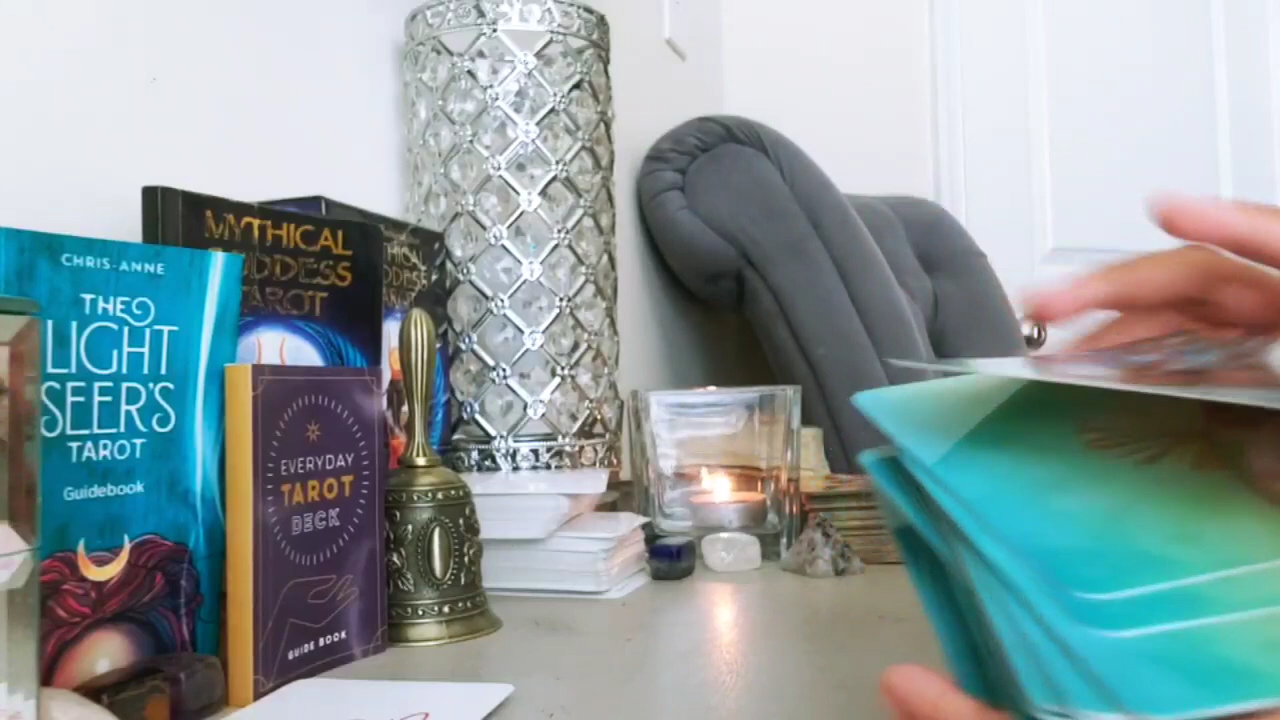 CHRIS-ANNE
THE
LIGHT
SEER'S
TAROT
Guidebook
MYTHICAL
GODDESS
TAROT
EVERYDAY
TAROT
DECK
GUIDE BOOK